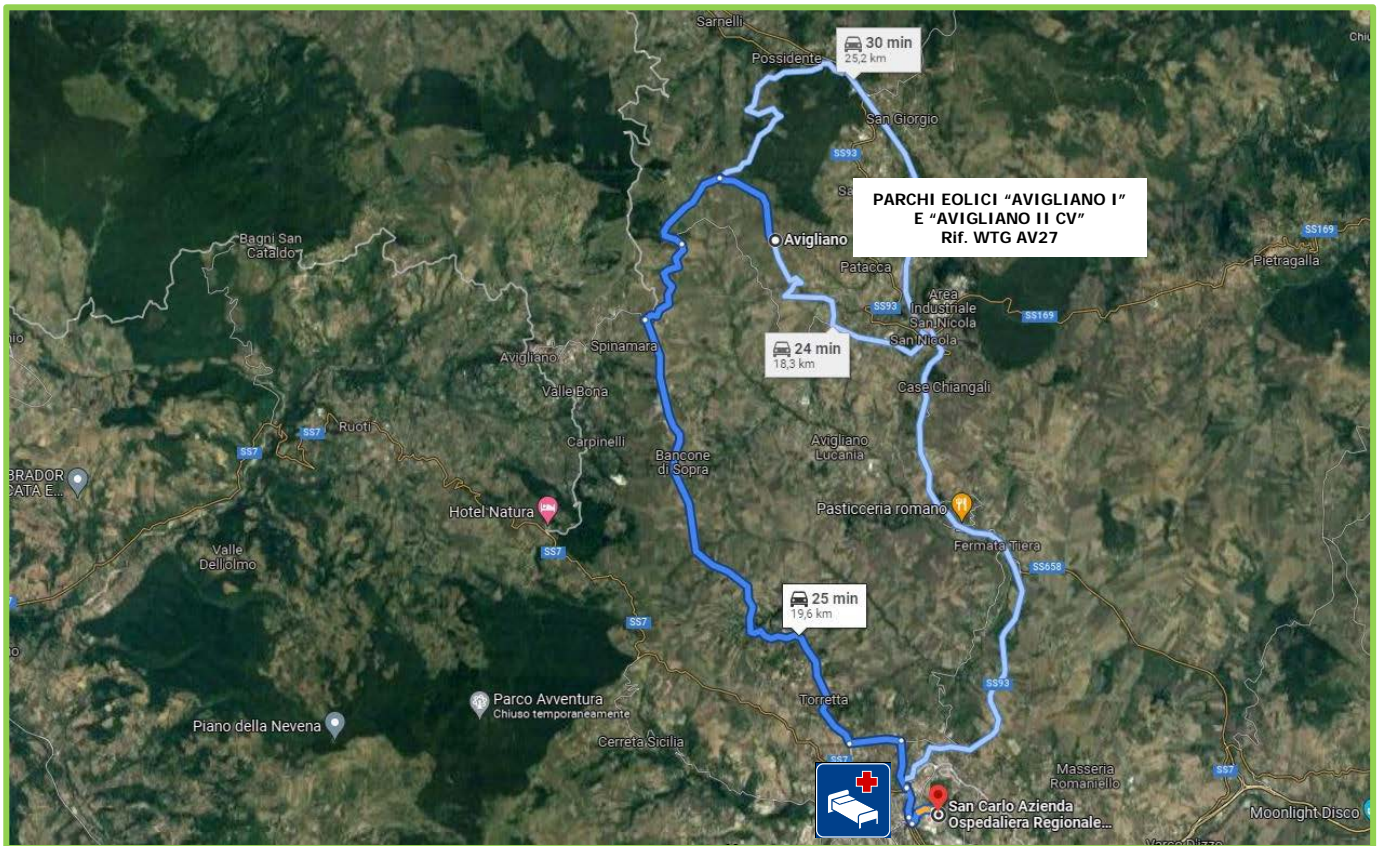 Sarnelli
30 min
25,2 km
Possidente
San Giorgio
SS93
PARCHI EOLICI "AVIGLIANO I"
E "AVIGLIANO II CV"
Rif. WTG AV27
Bagni San
Cataldo
Avigliano
SS169
Pietragalla
Patacca
Area
Industriale
San Nicola
SS93
SS169
San Nicola
24 min
18,3 km
Spinamara
Avigliano
Valle Bona
Case Chiangali
Ruoti
SS7
SS7
Carpinelli
Avigliano
Lucania
Bancone
di Sopra
BRADOR
CATA E...
Hotel Natura
Pasticceria romano
Valle
Dell'olmo
SS7
Fermata Tiera
SS658
25 min
19,6 km
SS7
SS93
Parco Avventura
Chiuso temporaneamente
Torretta
Piano della Nevena
Cerreta Sicilia
SS7
Masseria
Romaniello
SS7
San Carlo Azienda
Ospedaliera Regionale...
Moonlight Disco
Varco D'Izzo